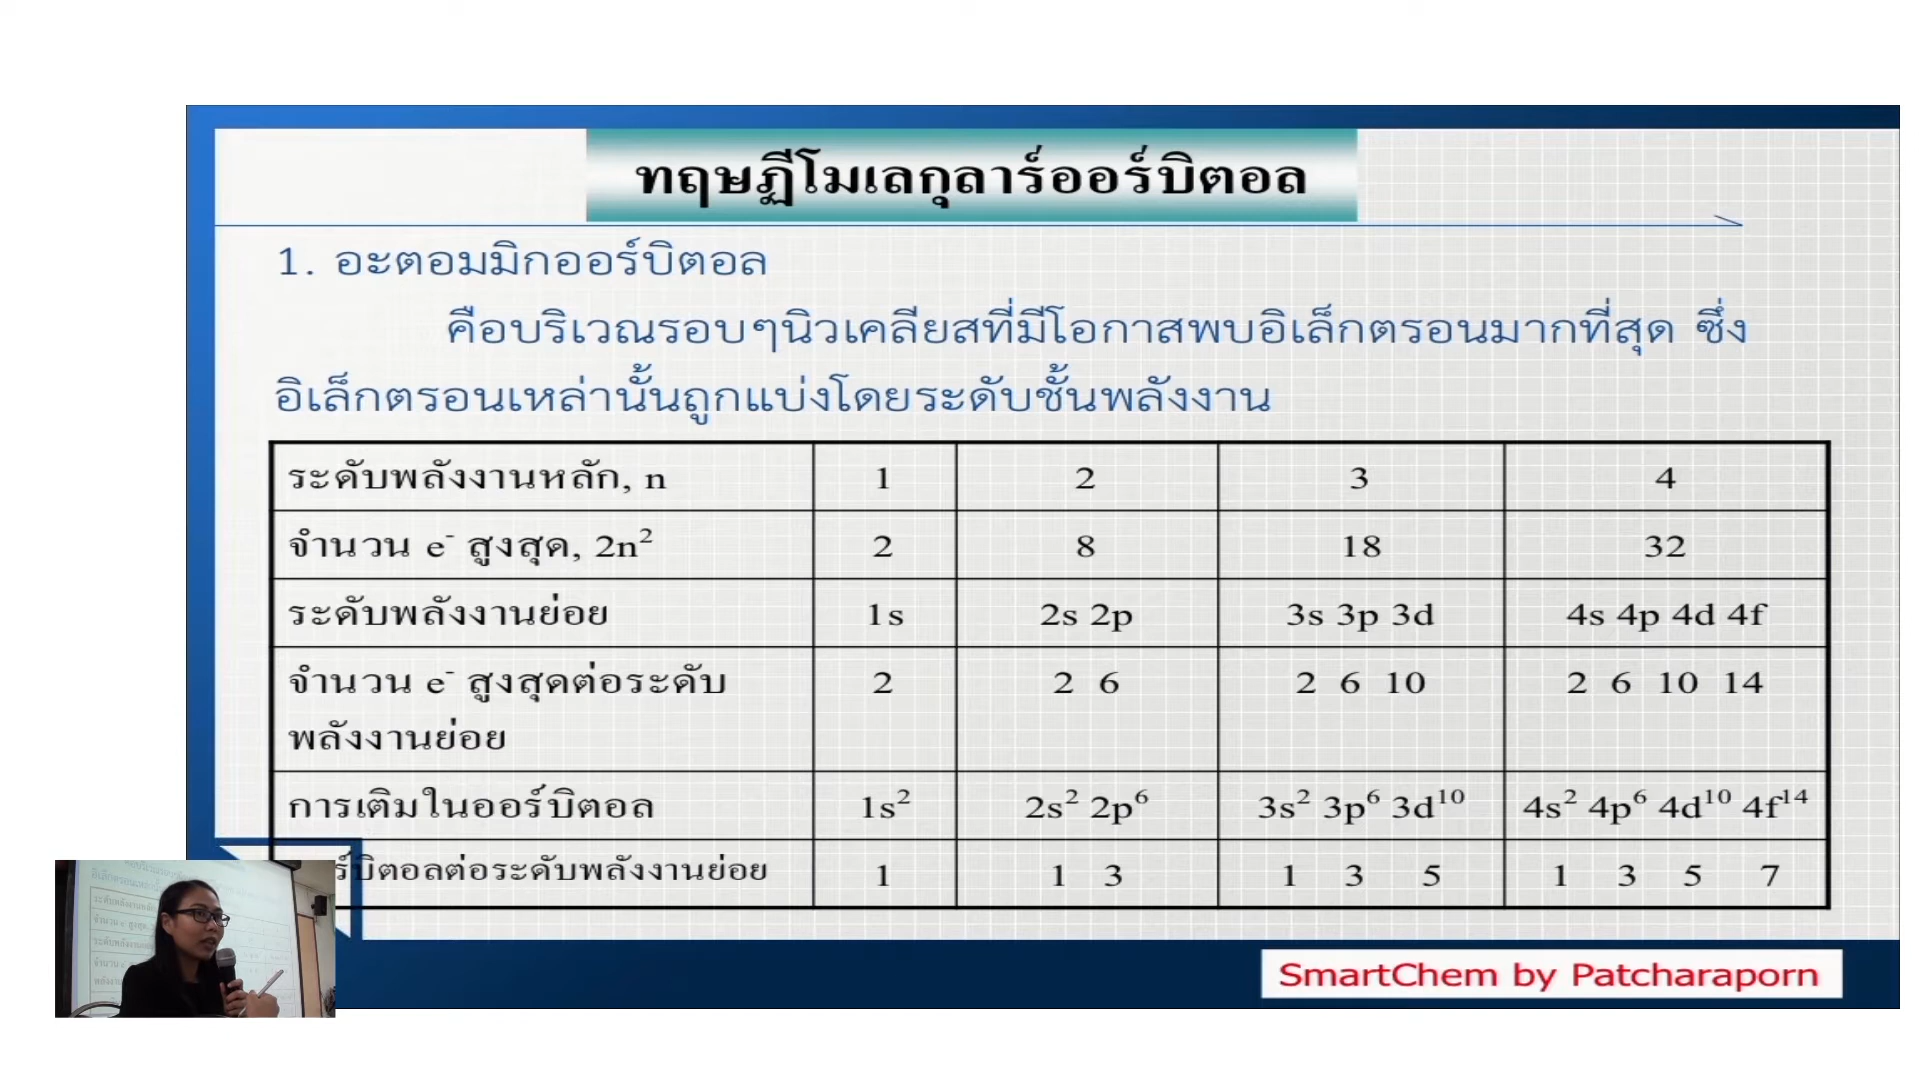 ทฤษฏีโมเลกุลาร์ออร์บิตอล
1. อะตอมมิกออร์บิตอล
คือบริเวณรอบๆนิวเคลียสที่มีโอกาสพบอิเล็กตรอนมากที่สุด ซึ่ง
อิเล็กตรอนเหล่านั้นถูกแบ่งโดยระดับชั้นพลังงาน
ระดับพลังงานหลัก, n 1 2 3 4
จำนวน e⁻ สูงสุด, 2n² 2 8 18 32
ระดับพลังงานย่อย 1s 2s 2p 3s 3p 3d 4s 4p 4d 4f
จำนวน e⁻ สูงสุดต่อระดับ 2 2 6 2 6 10 2 6 10 14
พลังงานย่อย
การเติมในออร์บิตอล 1s² 2s² 2p⁶ 3s² 3p⁶ 3d¹⁰ 4s² 4p⁶ 4d¹⁰ 4f¹⁴
ร์บิตอลต่อระดับพลังงานย่อย 1 1 3 1 3 5 1 3 5 7
SmartChem by Patcharaporn